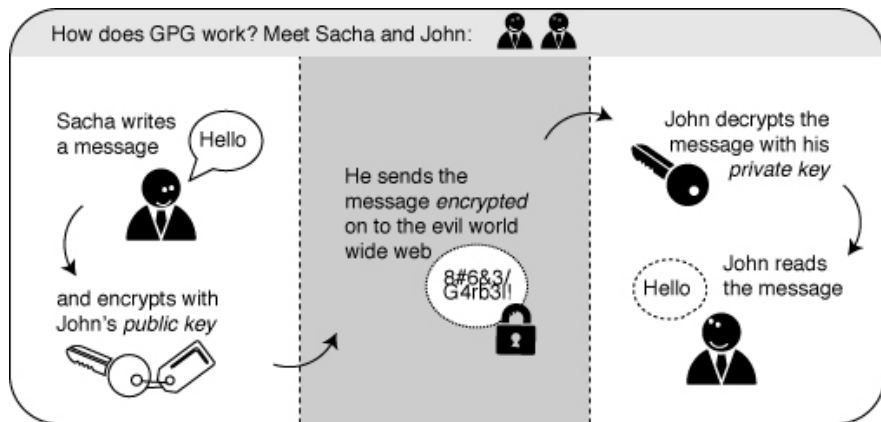 How does GPG work? Meet Sacha and John:
Sacha writes
a message
Hello
and encrypts with
John's public key
He sends the
message encrypted
on to the evil world
wide web
8#6&3/
G4rb3l!
John decrypts the
message with his
private key
Hello
John reads
the message